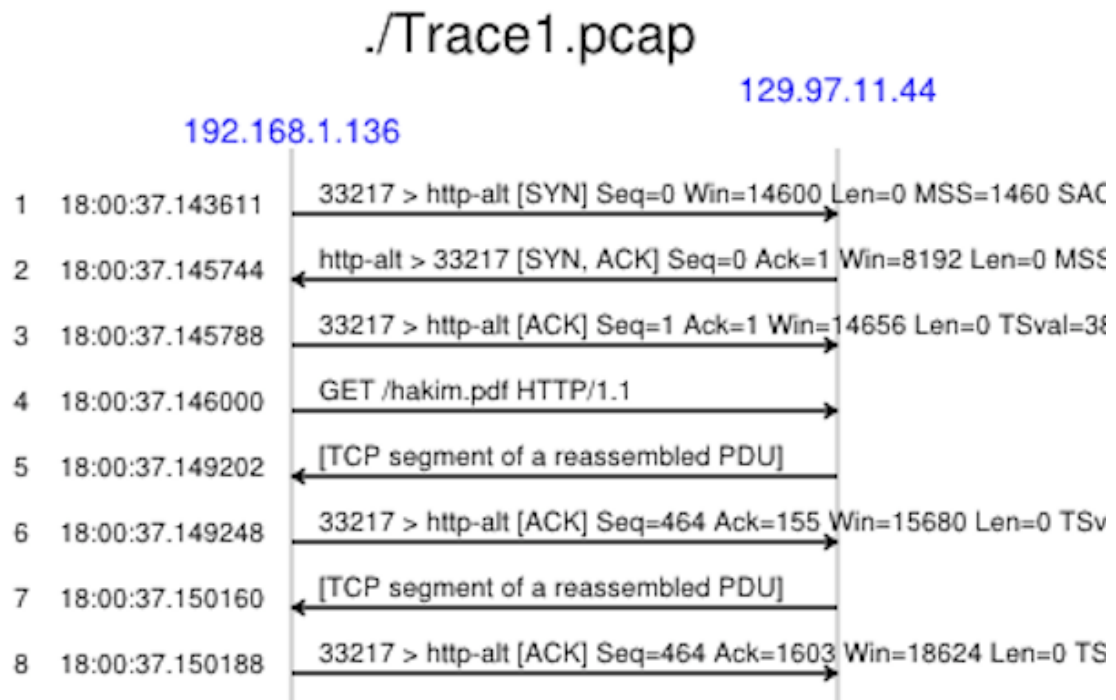 ./Trace1.pcap
129.97.11.44
192.168.1.136
1 18:00:37.143611 33217 > http-alt [SYN] Seq=0 Win=14600 Len=0 MSS=1460 SAC
2 18:00:37.145744 http-alt > 33217 [SYN, ACK] Seq=0 Ack=1 Win=8192 Len=0 MSS
3 18:00:37.145788 33217 > http-alt [ACK] Seq=1 Ack=1 Win=14656 Len=0 TSval=38
4 18:00:37.146000 GET /hakim.pdf HTTP/1.1
5 18:00:37.149202 [TCP segment of a reassembled PDU]
6 18:00:37.149248 33217 > http-alt [ACK] Seq=464 Ack=155 Win=15680 Len=0 TSv
7 18:00:37.150160 [TCP segment of a reassembled PDU]
8 18:00:37.150188 33217 > http-alt [ACK] Seq=464 Ack=1603 Win=18624 Len=0 TS